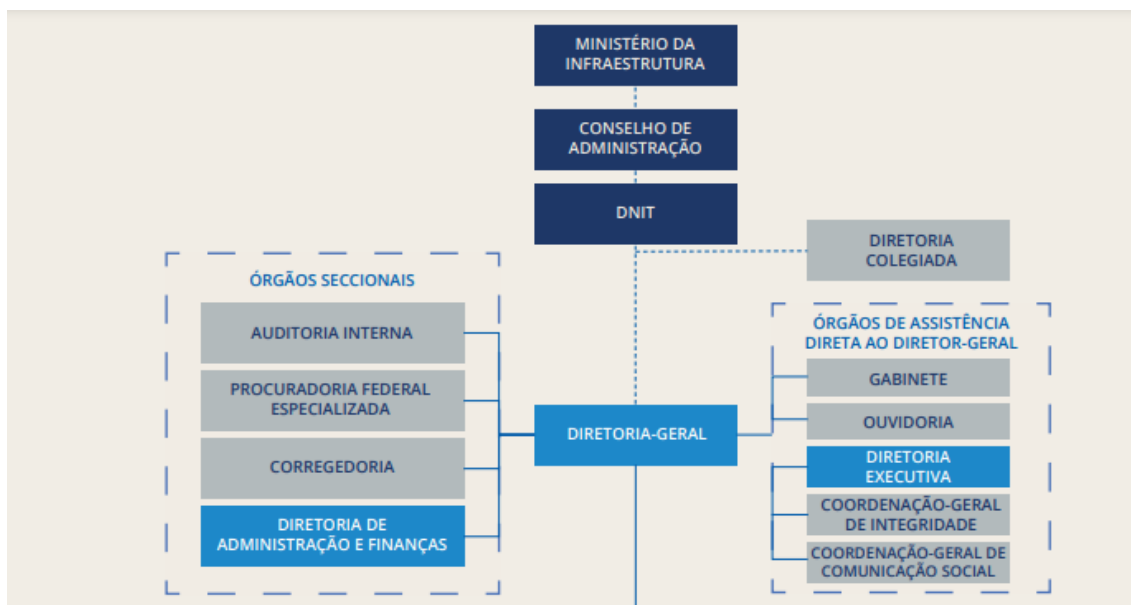 MINISTÉRIO DA
INFRAESTRUTURA
CONSELHO DE
ADMINISTRAÇÃO
DNIT
DIRETORIA
COLEGIADA
ÓRGÃOS SECCIONAIS
AUDITORIA INTERNA
PROCURADORIA FEDERAL
ESPECIALIZADA
CORREGEDORIA
DIRETORIA DE
ADMINISTRAÇÃO E FINANÇAS
DIRETORIA-GERAL
ÓRGÃOS DE ASSISTÊNCIA
DIRETA AO DIRETOR-GERAL
GABINETE
OUVIDORIA
DIRETORIA
EXECUTIVA
COORDENAÇÃO-GERAL
DE INTEGRIDADE
COORDENAÇÃO-GERAL DE
COMUNICAÇÃO SOCIAL